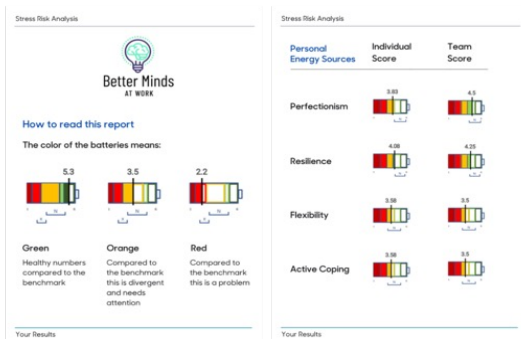 Stress Risk Analysis
Better Minds
AT WORK
How to read this report
The color of the batteries means:
5.3
3.5
2.2
N
N
N
Green
Orange
Red
Healthy numbers
compared to the
benchmark
Compared to
the benchmark
this is divergent
and needs
attention
Compared to
the benchmark
this is a problem
Your Results
Stress Risk Analysis
Personal
Energy Sources
Individual
Score
Team
Score
Perfectionism
3.83
4.5
Resilience
4.08
4.25
Flexibility
3.58
3.5
Active Coping
3.58
3.5
Your Results